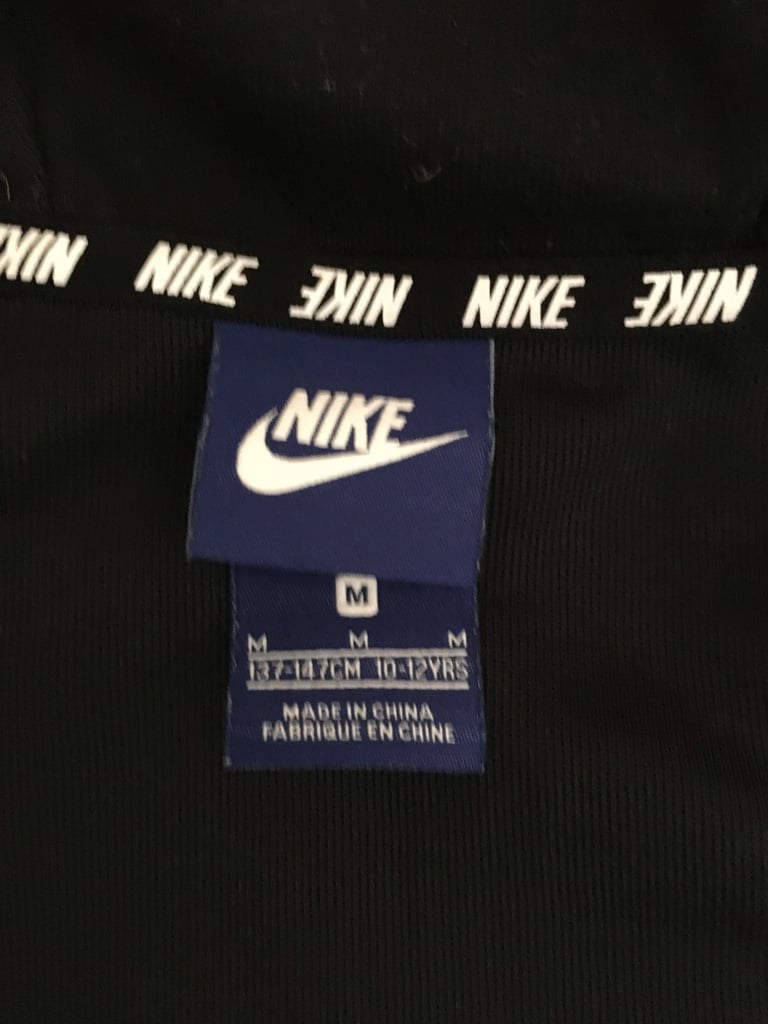 NIKE NIKE NIKE NIKE NIKE
NIKE
M
M M M
137-147CM 10-12YRS
MADE IN CHINA
FABRIQUE EN CHINE